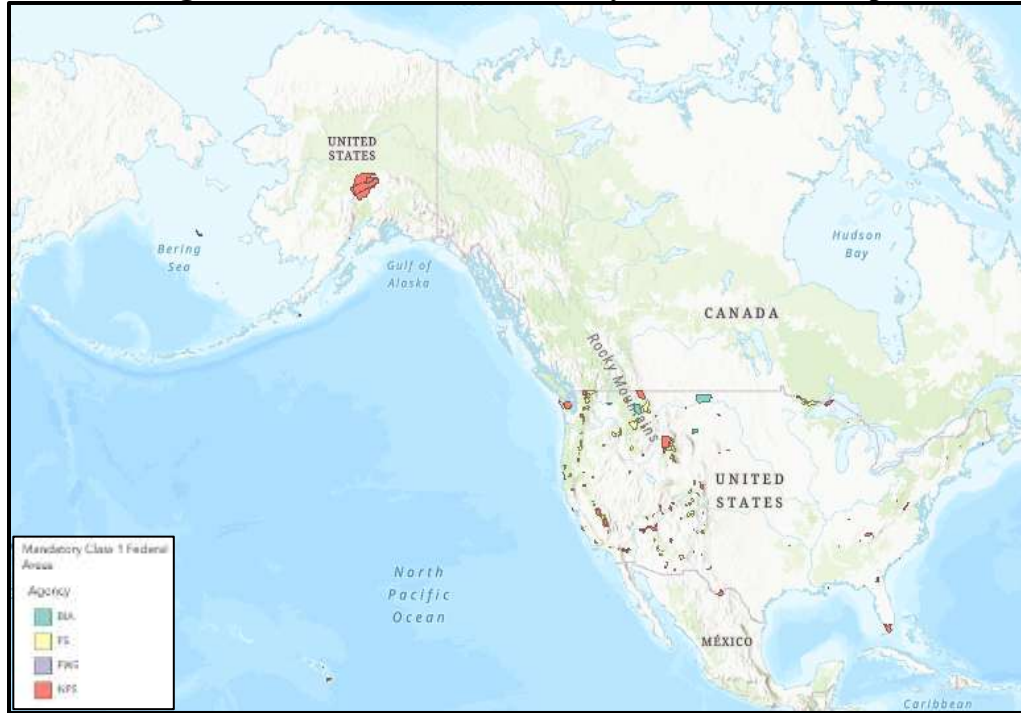 UNITED
STATES
Bering
Sea
Gulf of
Alaska
Hudson
Bay
CANADA
Rocky Mountains
UNITED
STATES
North
Pacific
Ocean
MÉXICO
Caribbean
Mandatory Class 1 Federal
Areas
Agency
BIA
FS
FWS
NPS